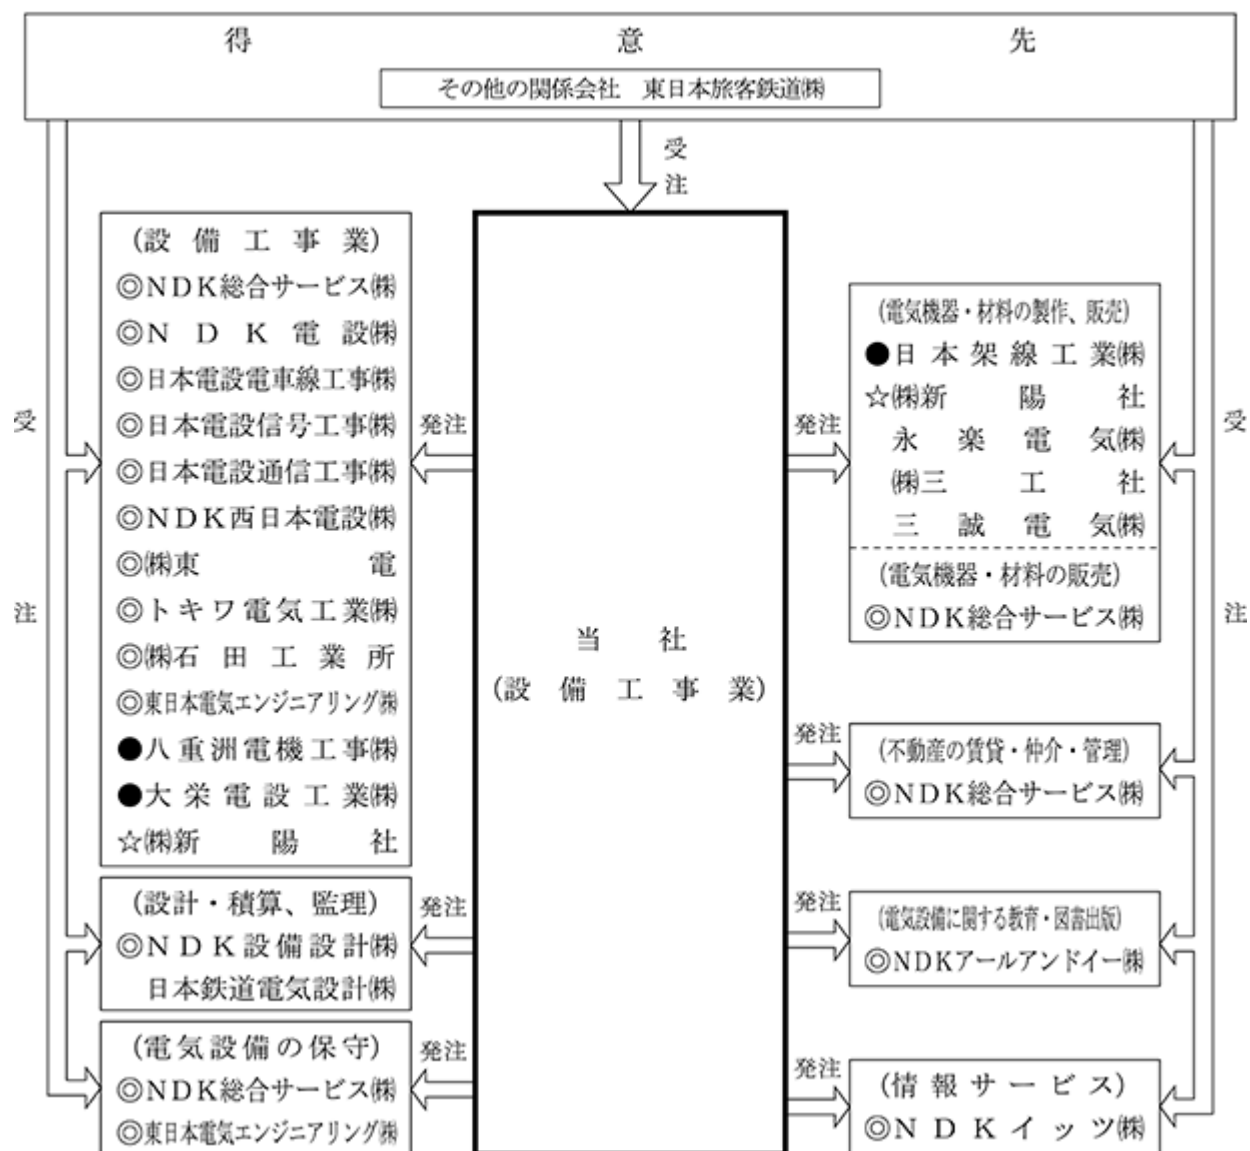 得意先
その他の関係会社 東日本旅客鉄道㈱
受注
受注
受注
(設備工事業)
◎NDK総合サービス㈱
◎NDK電設㈱
◎日本電設電車線工事㈱
◎日本電設信号工事㈱
◎日本電設通信工事㈱
◎NDK西日本電設㈱
◎㈱東電
◎トキワ電気工業㈱
◎㈱石田工業所
◎東日本電気エンジニアリング㈱
●八重洲電機工事㈱
●大栄電設工業㈱
☆㈱新陽社
発注
(設計・積算、監理)
◎NDK設備設計㈱
日本鉄道電気設計㈱
発注
(電気設備の保守)
◎NDK総合サービス㈱
◎東日本電気エンジニアリング㈱
発注
当社
(設備工事業)
発注
(電気機器・材料の製作、販売)
●日本架線工業㈱
☆㈱新陽社
永楽電気㈱
㈱三工社
三誠電気㈱
(電気機器・材料の販売)
◎NDK総合サービス㈱
発注
(不動産の賃貸・仲介・管理)
◎NDK総合サービス㈱
発注
(電気設備に関する教育・図書出版)
◎NDKアールアンドイー㈱
発注
(情報サービス)
◎NDKイッツ㈱